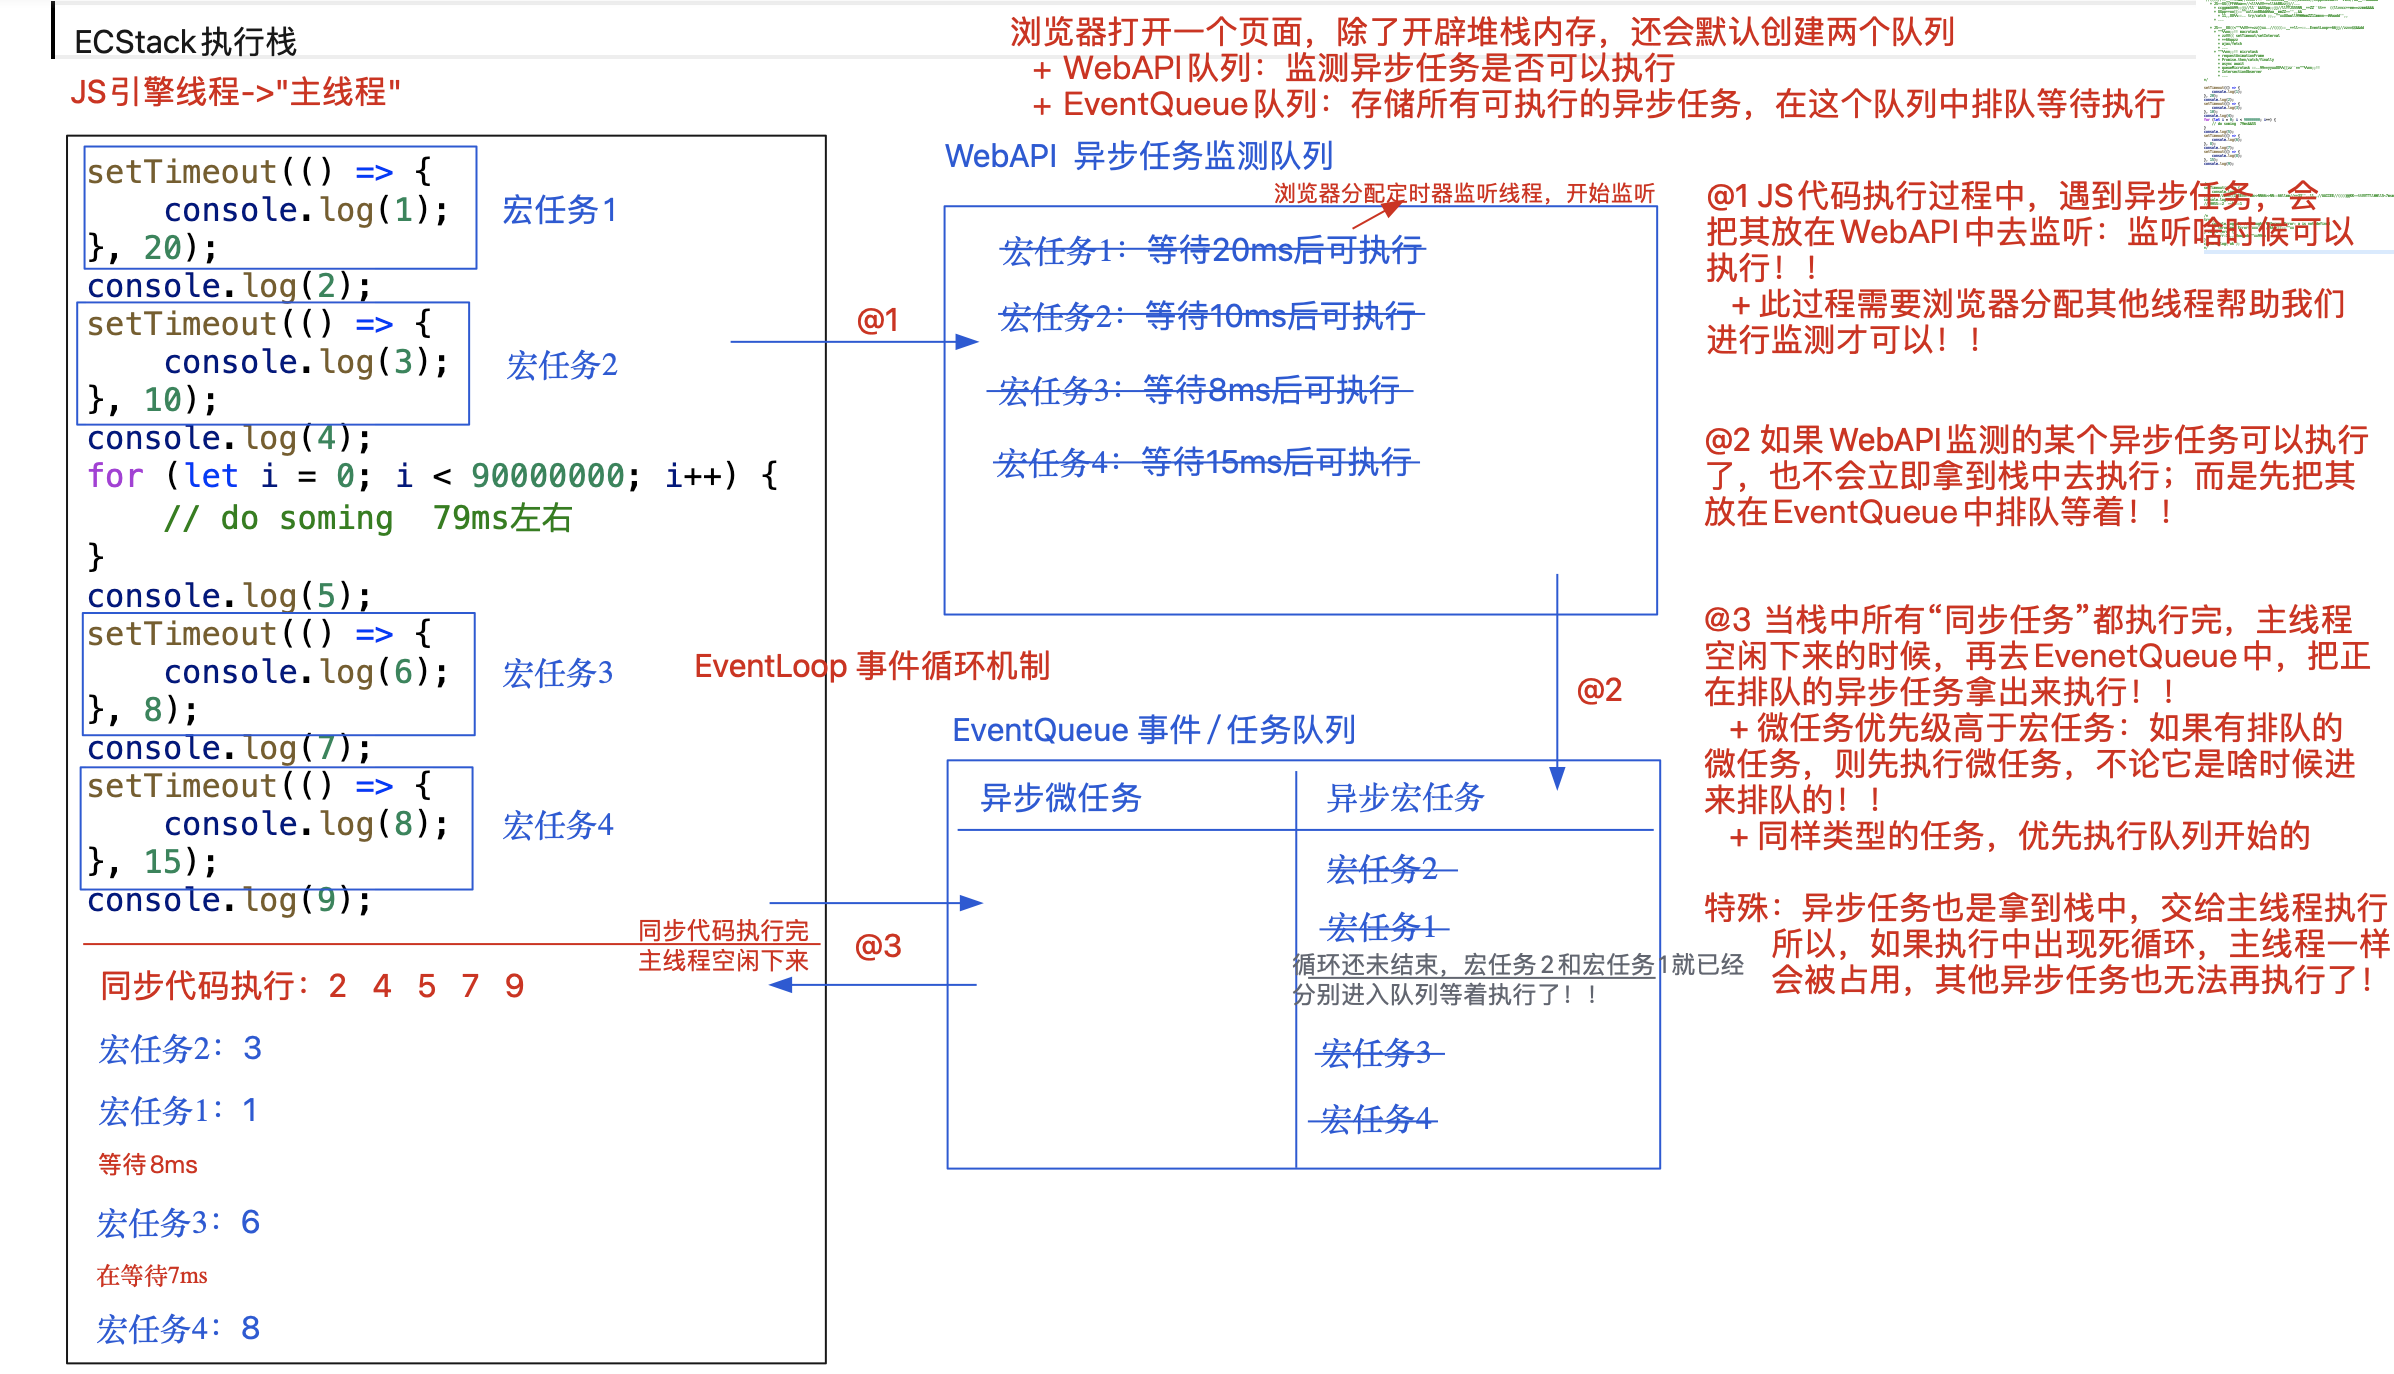 ECStack执行栈
JS引擎线程->"主线程"
浏览器打开一个页面，除了开辟堆栈内存，还会默认创建两个队列
+ WebAPI队列：监测异步任务是否可以执行
+ EventQueue队列：存储所有可执行的异步任务，在这个队列中排队等待执行
setTimeout(() => {
console.log(1);
}, 20);
宏任务1
console.log(2);
setTimeout(() => {
console.log(3);
}, 10);
宏任务2
console.log(4);
for (let i = 0; i < 90000000; i++) {
// do soming  79ms左右
}
console.log(5);
setTimeout(() => {
console.log(6);
}, 8);
宏任务3
console.log(7);
setTimeout(() => {
console.log(8);
}, 15);
宏任务4
console.log(9);
同步代码执行完
主线程空闲下来
同步代码执行：2 4 5 7 9
宏任务2：3
宏任务1：1
等待8ms
宏任务3：6
在等待7ms
宏任务4：8
@1
EventLoop 事件循环机制
@3
WebAPI 异步任务监测队列
浏览器分配定时器监听线程，开始监听
宏任务1：等待20ms后可执行
宏任务2：等待10ms后可执行
宏任务3：等待8ms后可执行
宏任务4：等待15ms后可执行
@2
EventQueue 事件/任务队列
异步微任务
异步宏任务
宏任务2
宏任务1
循环还未结束，宏任务2和宏任务1就已经
分别进入队列等着执行了！！
宏任务3
宏任务4
@1 JS代码执行过程中，遇到异步任务，会
把其放在WebAPI中去监听：监听啥时候可以
执行！！
+ 此过程需要浏览器分配其他线程帮助我们
进行监测才可以！！
@2 如果WebAPI监测的某个异步任务可以执行
了，也不会立即拿到栈中去执行；而是先把其
放在EventQueue中排队等着！！
@3 当栈中所有“同步任务”都执行完，主线程
空闲下来的时候，再去EvenetQueue中，把正
在排队的异步任务拿出来执行！！
+ 微任务优先级高于宏任务：如果有排队的
微任务，则先执行微任务，不论它是啥时候进
来排队的！！
+ 同样类型的任务，优先执行队列开始的
特殊：异步任务也是拿到栈中，交给主线程执行
所以，如果执行中出现死循环，主线程一样
会被占用，其他异步任务也无法再执行了！